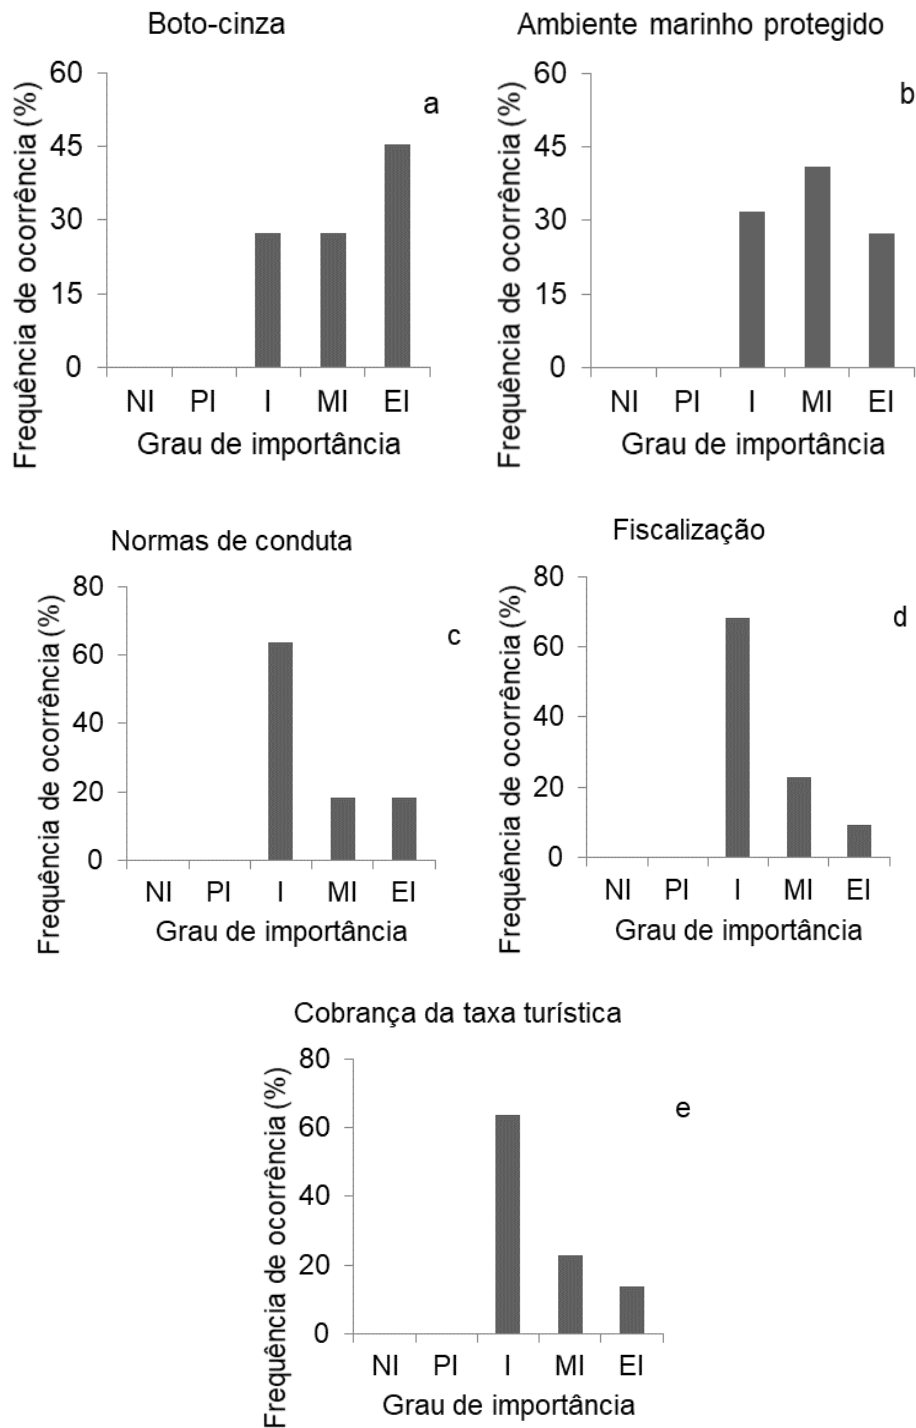 Boto-cinza
Frequência de ocorrência (%)
60
45
30
15
0
a
NI PI I MI EI
Grau de importância
Ambiente marinho protegido
Frequência de ocorrência (%)
60
45
30
15
0
b
NI PI I MI EI
Grau de importância
Normas de conduta
Frequência de ocorrência (%)
80
60
40
20
0
c
NI PI I MI EI
Grau de importância
Fiscalização
Frequência de ocorrência (%)
80
60
40
20
0
d
NI PI I MI EI
Grau de importância
Cobrança da taxa turística
Frequência de ocorrência (%)
80
60
40
20
0
e
NI PI I MI EI
Grau de importância